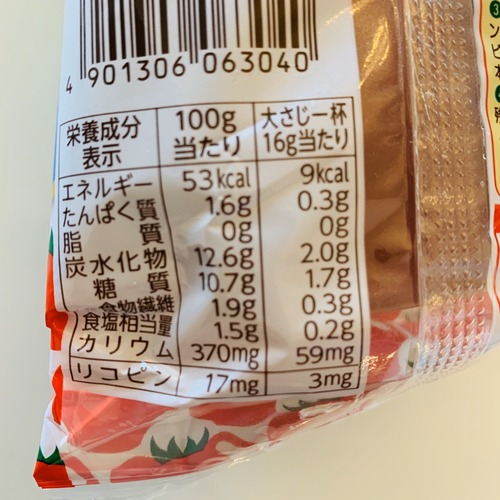 4 901306 063040
栄養成分表示 100g当たり 大さじ一杯16g当たり
エネルギー 53kcal 9kcal
たんぱく質 1.6g 0.3g
脂質 0g 0g
炭水化物 12.6g 2.0g
糖質 10.7g 1.7g
食物繊維 1.9g 0.3g
食塩相当量 1.5g 0.2g
カリウム 370mg 59mg
リコピン 17mg 3mg